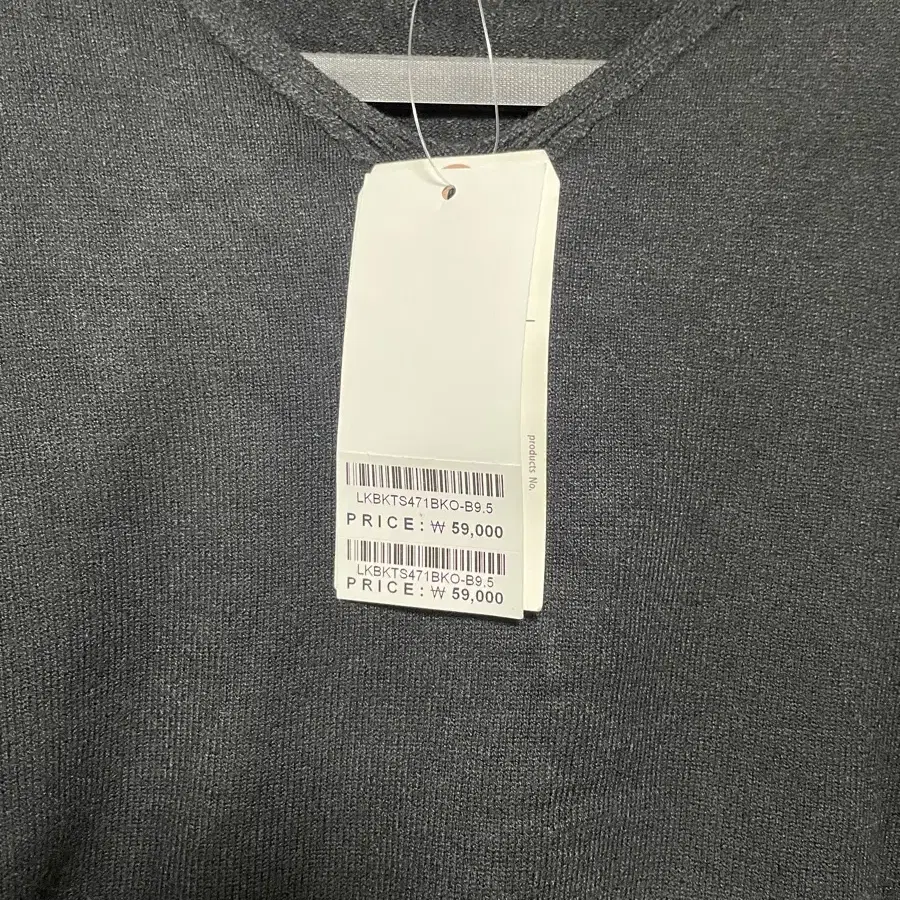 products No.
LKBKTS471BKO-B9.5
PRICE: ₩ 59,000
LKBKTS471BKO-B9.5
PRICE: ₩ 59,000